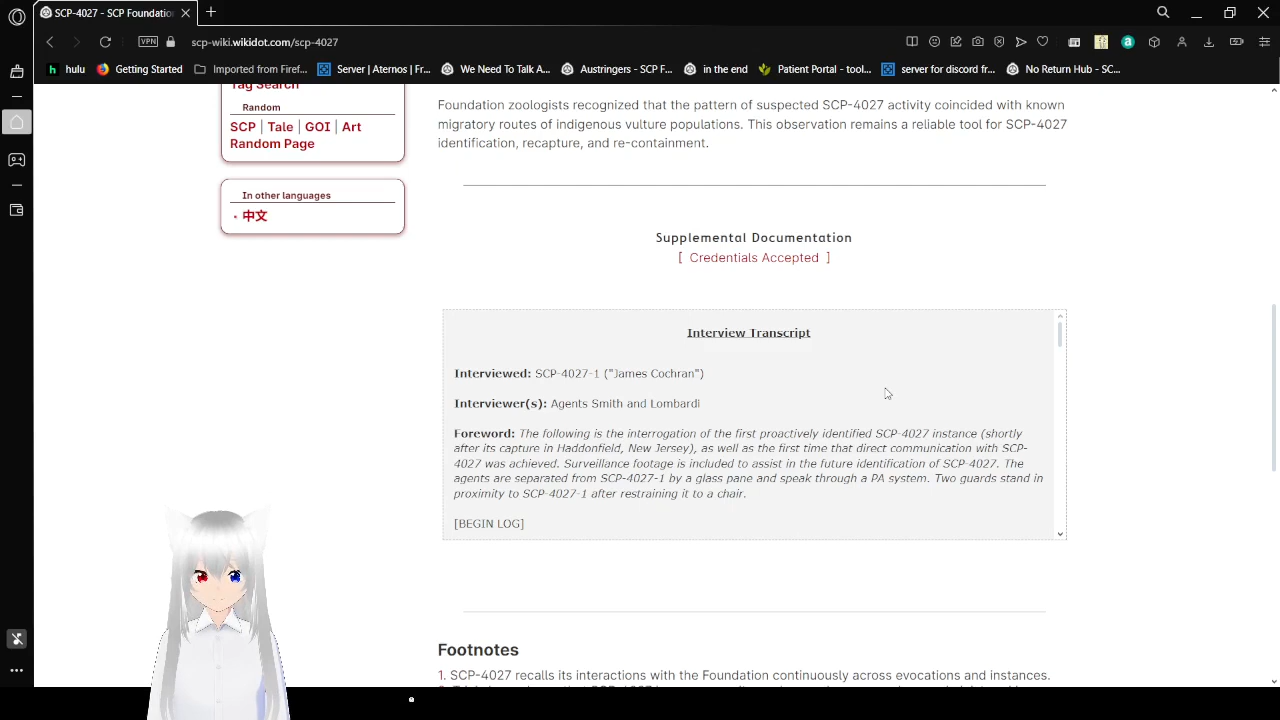 SCP-4027 - SCP Foundation
scp-wiki.wikidot.com/scp-4027
VPN
hulu
Getting Started
Imported from Firef...
Server | Aternos | Fr...
We Need To Talk A...
Austringers - SCP F...
in the end
Patient Portal - tool...
server for discord fr...
No Return Hub - SC...
Tag Search
Random
SCP | Tale | GOI | Art
Random Page
In other languages
中文
Foundation zoologists recognized that the pattern of suspected SCP-4027 activity coincided with known
migratory routes of indigenous vulture populations. This observation remains a reliable tool for SCP-4027
identification, recapture, and re-containment.
Supplemental Documentation
[ Credentials Accepted ]
Interview Transcript
Interviewed: SCP-4027-1 ("James Cochran")
Interviewer(s): Agents Smith and Lombardi
Foreword: The following is the interrogation of the first proactively identified SCP-4027 instance (shortly
after its capture in Haddonfield, New Jersey), as well as the first time that direct communication with SCP-
4027 was achieved. Surveillance footage is included to assist in the future identification of SCP-4027. The
agents are separated from SCP-4027-1 by a glass pane and speak through a PA system. Two guards stand in
proximity to SCP-4027-1 after restraining it to a chair.
[BEGIN LOG]
Footnotes
1. SCP-4027 recalls its interactions with the Foundation continuously across evocations and instances.